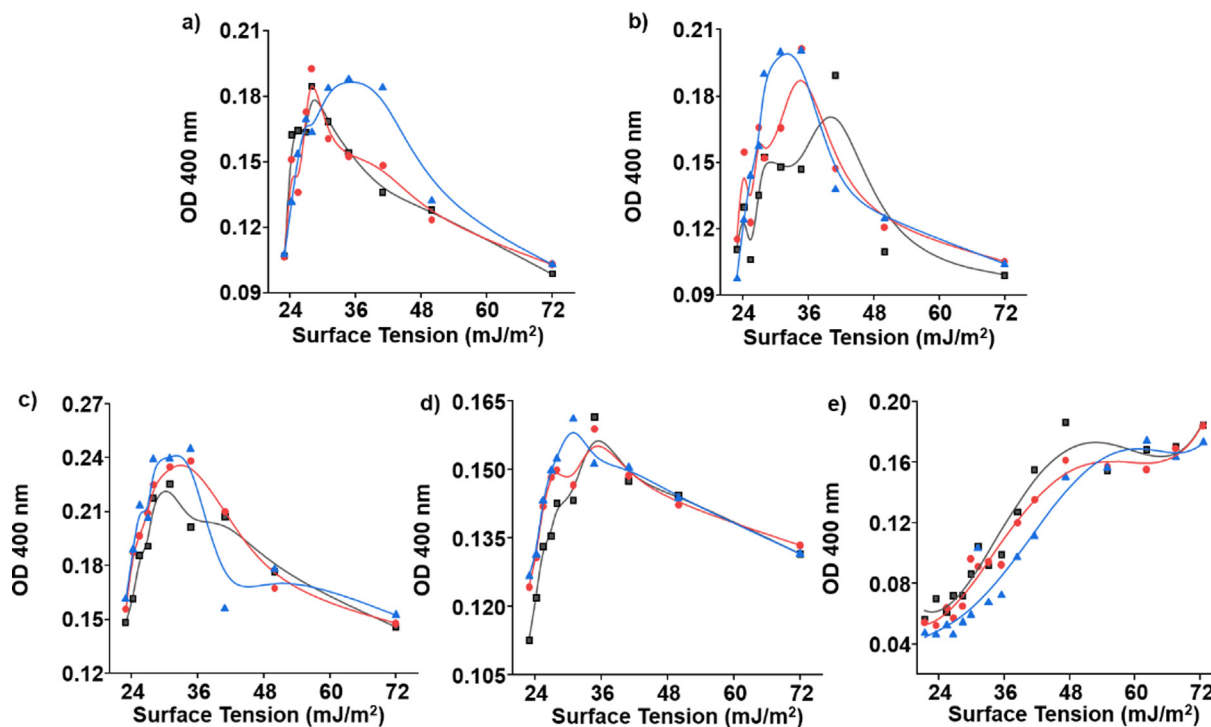 a)
0.21
0.18
0.15
0.12
0.09
OD 400 nm
24 36 48 60 72
Surface Tension (mJ/m²)
b)
0.21
0.18
0.15
0.12
0.09
OD 400 nm
24 36 48 60 72
Surface Tension (mJ/m²)
c)
0.27
0.24
0.21
0.18
0.15
0.12
OD 400 nm
24 36 48 60 72
Surface Tension (mJ/m²)
d)
0.165
0.150
0.135
0.120
0.105
OD 400 nm
24 36 48 60 72
Surface Tension (mJ/m²)
e)
0.20
0.16
0.12
0.08
0.04
OD 400 nm
24 36 48 60 72
Surface Tension (mJ/m²)